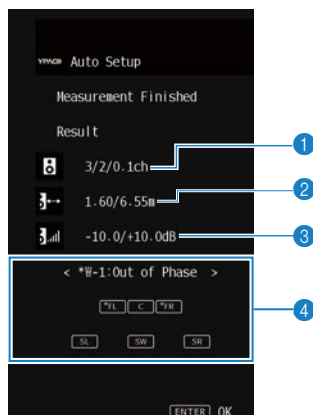 YPAO Auto Setup
Measurement Finished
Result
3/2/0.1ch
1
1.60/6.55m
2
-10.0/+10.0dB
3
< *W-1:Out of Phase >
4
*FL C *FR
SL SW SR
ENTER OK